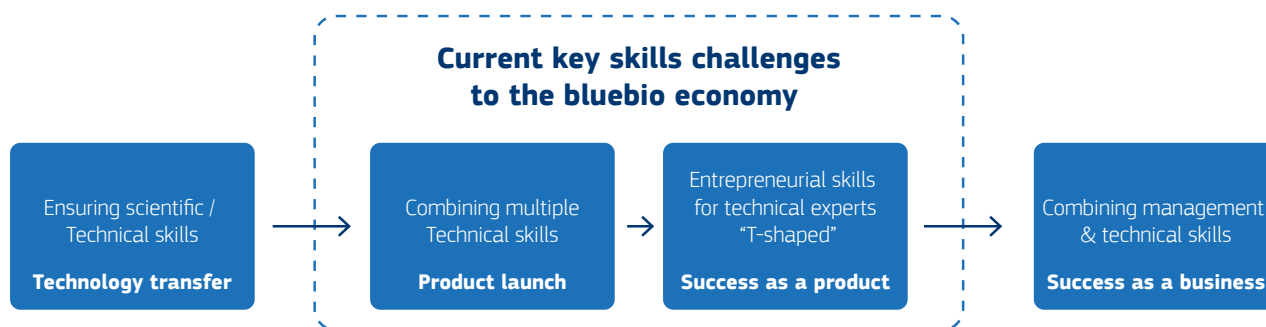 Current key skills challenges
to the bluebio economy
Ensuring scientific /
Technical skills
Technology transfer
Combining multiple
Technical skills
Product launch
Entrepreneurial skills
for technical experts
“T-shaped”
Success as a product
Combining management
& technical skills
Success as a business